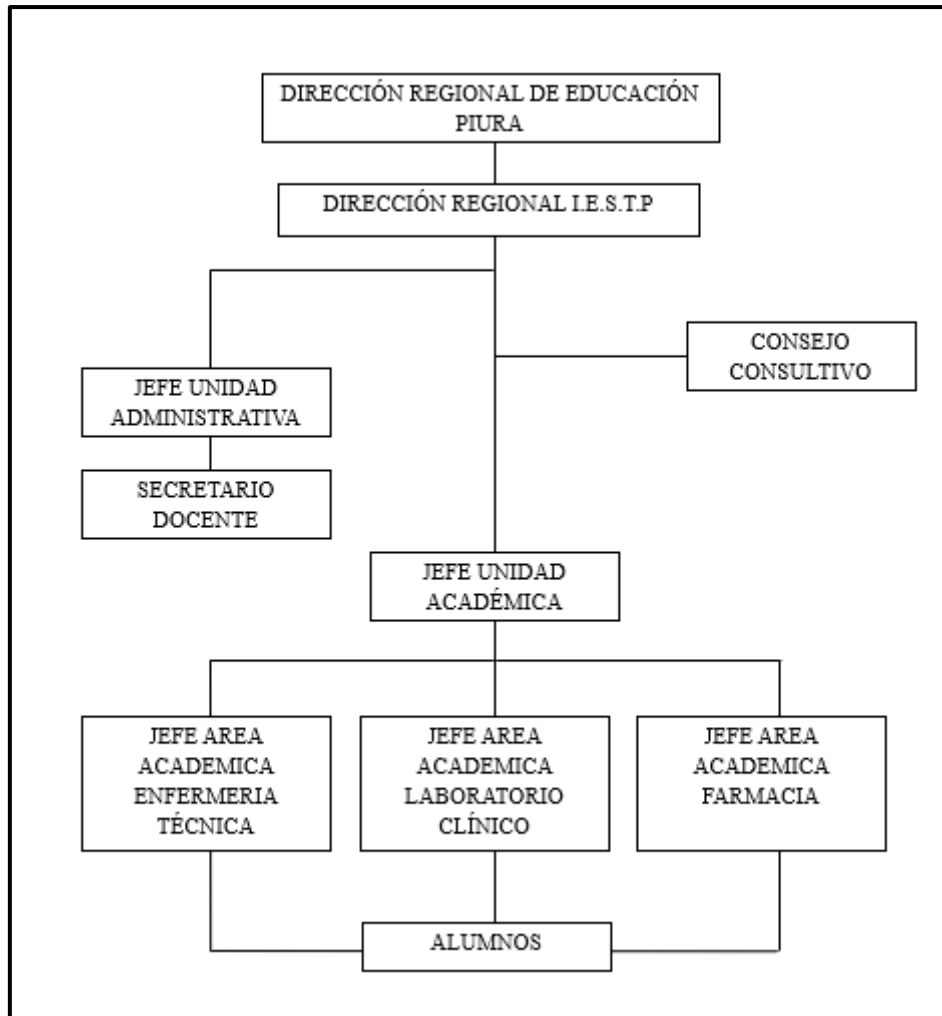 DIRECCIÓN REGIONAL DE EDUCACIÓN
PIURA
DIRECCIÓN REGIONAL I.E.S.T.P
CONSEJO
CONSULTIVO
JEFE UNIDAD
ADMINISTRATIVA
SECRETARIO
DOCENTE
JEFE UNIDAD
ACADÉMICA
JEFE AREA
ACADEMICA
ENFERMERIA
TÉCNICA
JEFE AREA
ACADEMICA
LABORATORIO
CLÍNICO
JEFE AREA
ACADEMICA
FARMACIA
ALUMNOS